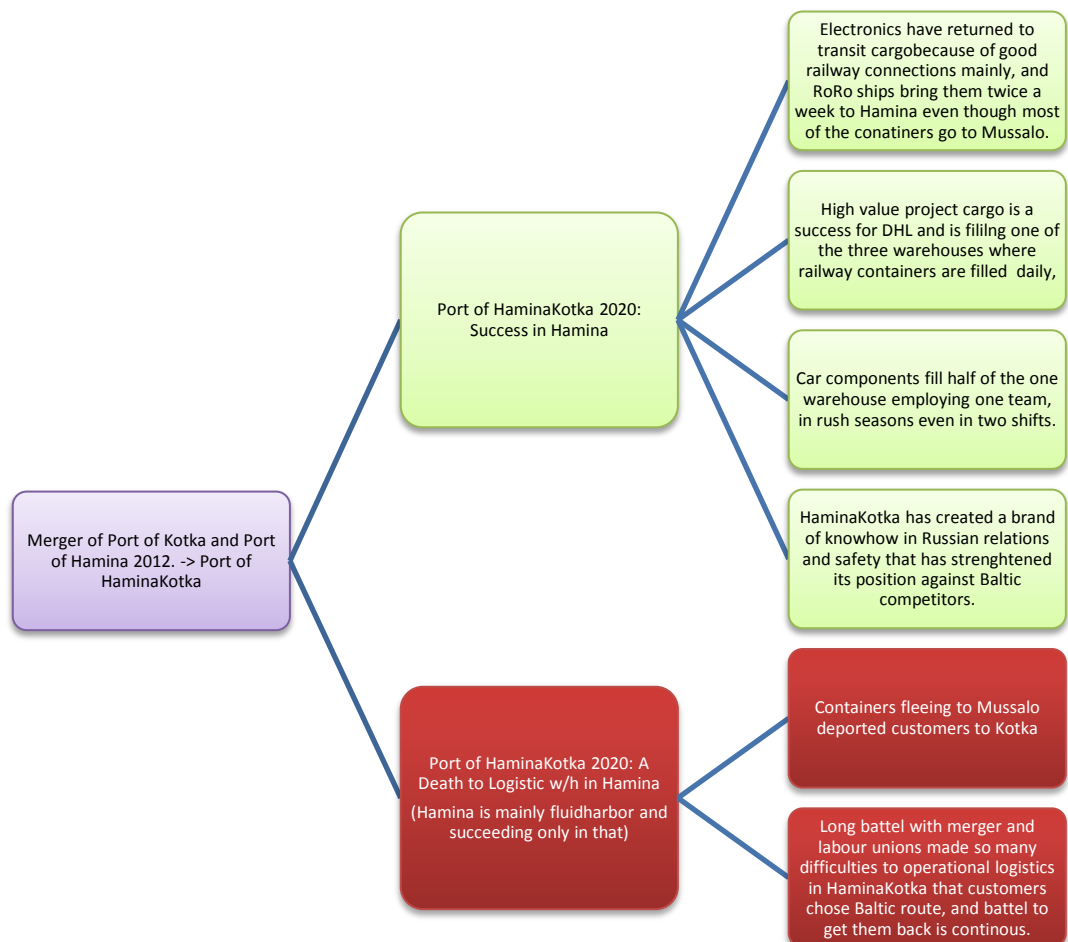 Merger of Port of Kotka and Port
of Hamina 2012. -> Port of
HaminaKotka
Port of HaminaKotka 2020:
Success in Hamina
Electronics have returned to
transit cargobecause of good
railway connections mainly, and
RoRo ships bring them twice a
week to Hamina even though most
of the conatiners go to Mussalo.
High value project cargo is a
success for DHL and is fililng one of
the three warehouses where
railway containers are filled daily,
Car components fill half of the one
warehouse employing one team,
in rush seasons even in two shifts.
HaminaKotka has created a brand
of knowhow in Russian relations
and safety that has strenghtened
its position against Baltic
competitors.
Port of HaminaKotka 2020: A
Death to Logistic w/h in Hamina
(Hamina is mainly fluidharbor and
succeeding only in that)
Containers fleeing to Mussalo
deported customers to Kotka
Long battel with merger and
labour unions made so many
difficulties to operational logistics
in HaminaKotka that customers
chose Baltic route, and battel to
get them back is continous.